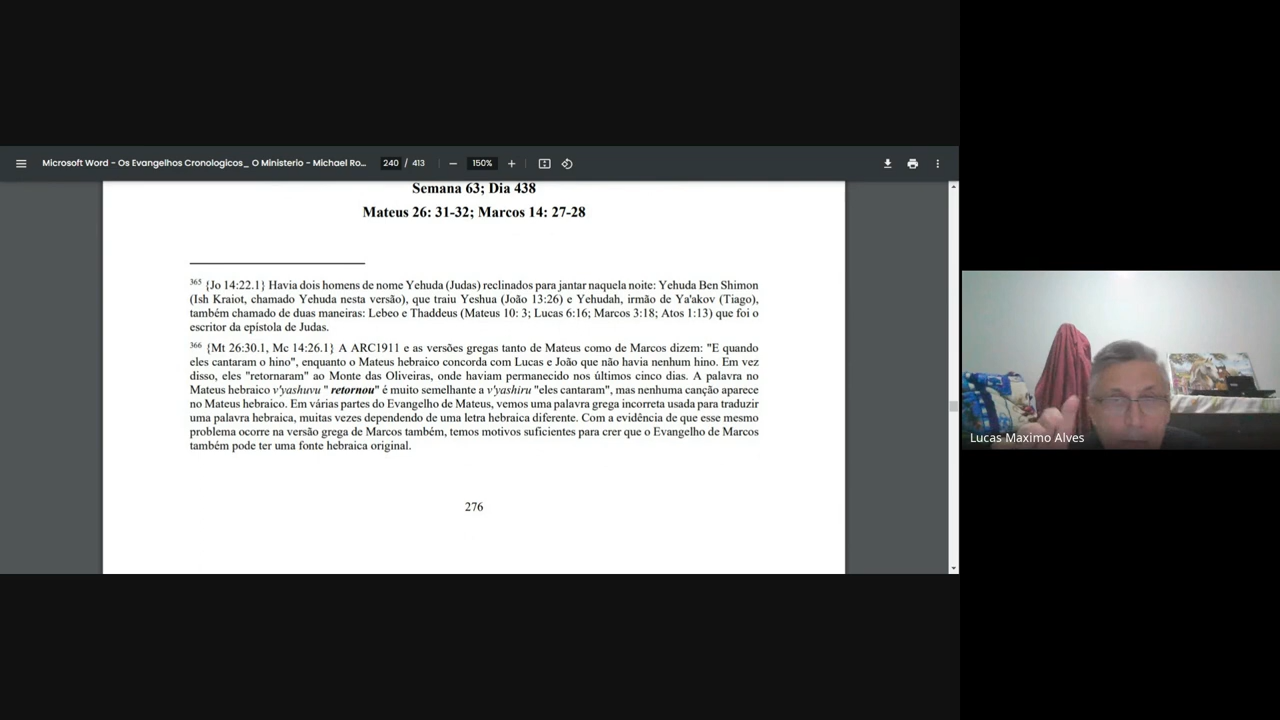 Microsoft Word - Os Evangelhos Cronologicos_ O Ministerio - Michael Ro... 240 / 413 150%
Semana 63; Dia 438
Mateus 26: 31-32; Marcos 14: 27-28
365 {Jo 14:22.1} Havia dois homens de nome Yehuda (Judas) reclinados para jantar naquela noite: Yehuda Ben Shimon
(Ish Kraiot, chamado Yehuda nesta versão), que traiu Yeshua (João 13:26) e Yehudah, irmão de Ya'akov (Tiago),
também chamado de duas maneiras: Lebeo e Thaddeus (Mateus 10: 3; Lucas 6:16; Marcos 3:18; Atos 1:13) que foi o
escritor da epístola de Judas.
366 {Mt 26:30.1, Mc 14:26.1} A ARC1911 e as versões gregas tanto de Mateus como de Marcos dizem: "E quando
eles cantaram o hino", enquanto o Mateus hebraico concorda com Lucas e João que não havia nenhum hino. Em vez
disso, eles "retornaram" ao Monte das Oliveiras, onde haviam permanecido nos últimos cinco dias. A palavra no
Mateus hebraico v'yashuvu " retornou" é muito semelhante a v'yashiru "eles cantaram", mas nenhuma canção aparece
no Mateus hebraico. Em várias partes do Evangelho de Mateus, vemos uma palavra grega incorreta usada para traduzir
uma palavra hebraica, muitas vezes dependendo de uma letra hebraica diferente. Com a evidência de que esse mesmo
problema ocorre na versão grega de Marcos também, temos motivos suficientes para crer que o Evangelho de Marcos
também pode ter uma fonte hebraica original.
276
Lucas Maximo Alves